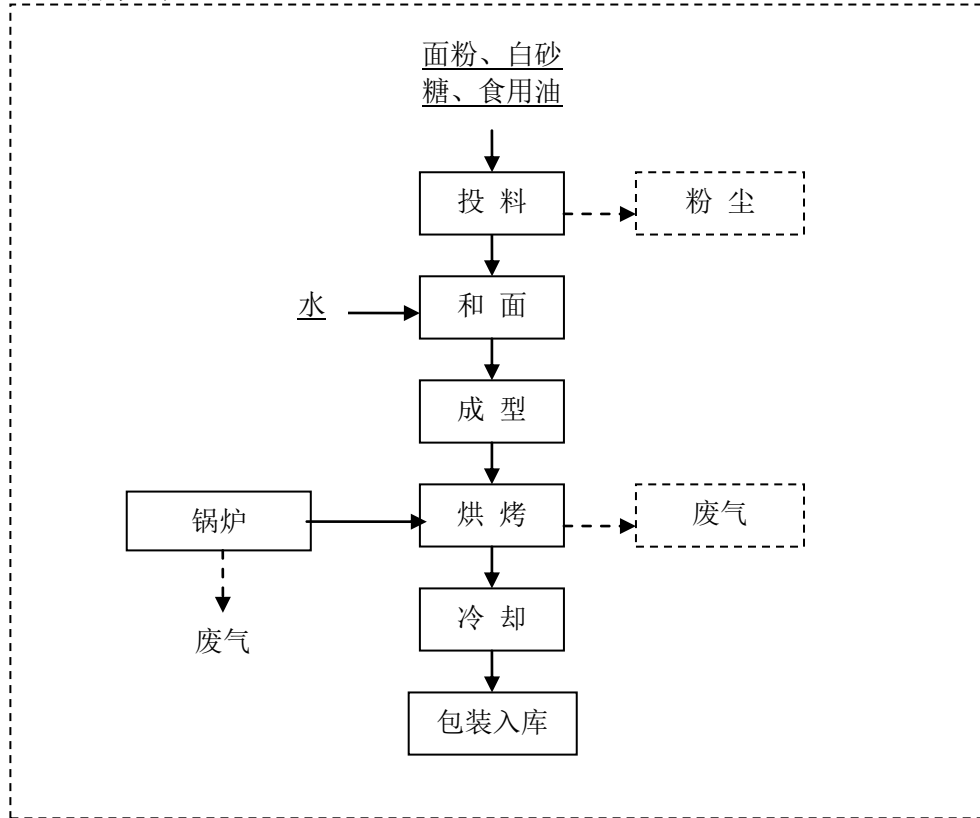 面粉、白砂
糖、食用油
投 料
粉 尘
水
和 面
成 型
锅炉
烘 烤
废气
废气
冷 却
包装入库